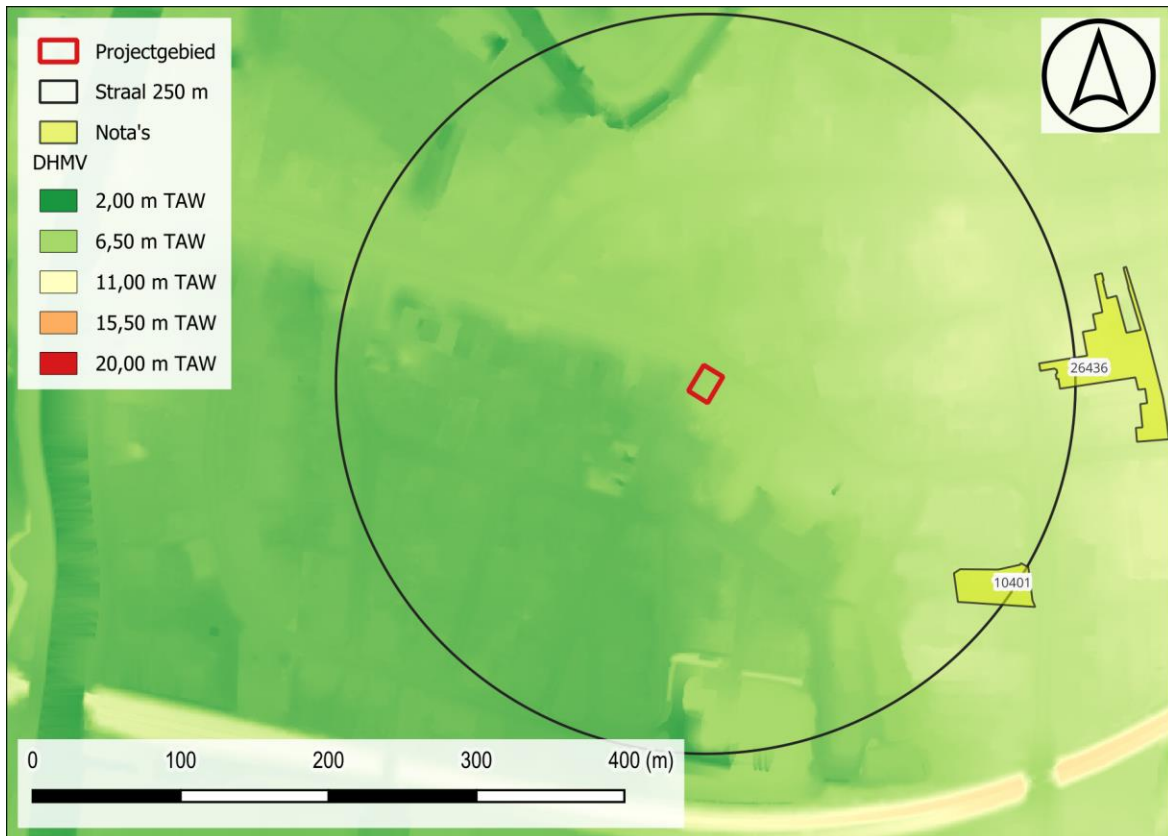 Projectgebied
Straal 250 m
Nota's
DHMV
2,00 m TAW
6,50 m TAW
11,00 m TAW
15,50 m TAW
20,00 m TAW
26436
10401
0 100 200 300 400 (m)